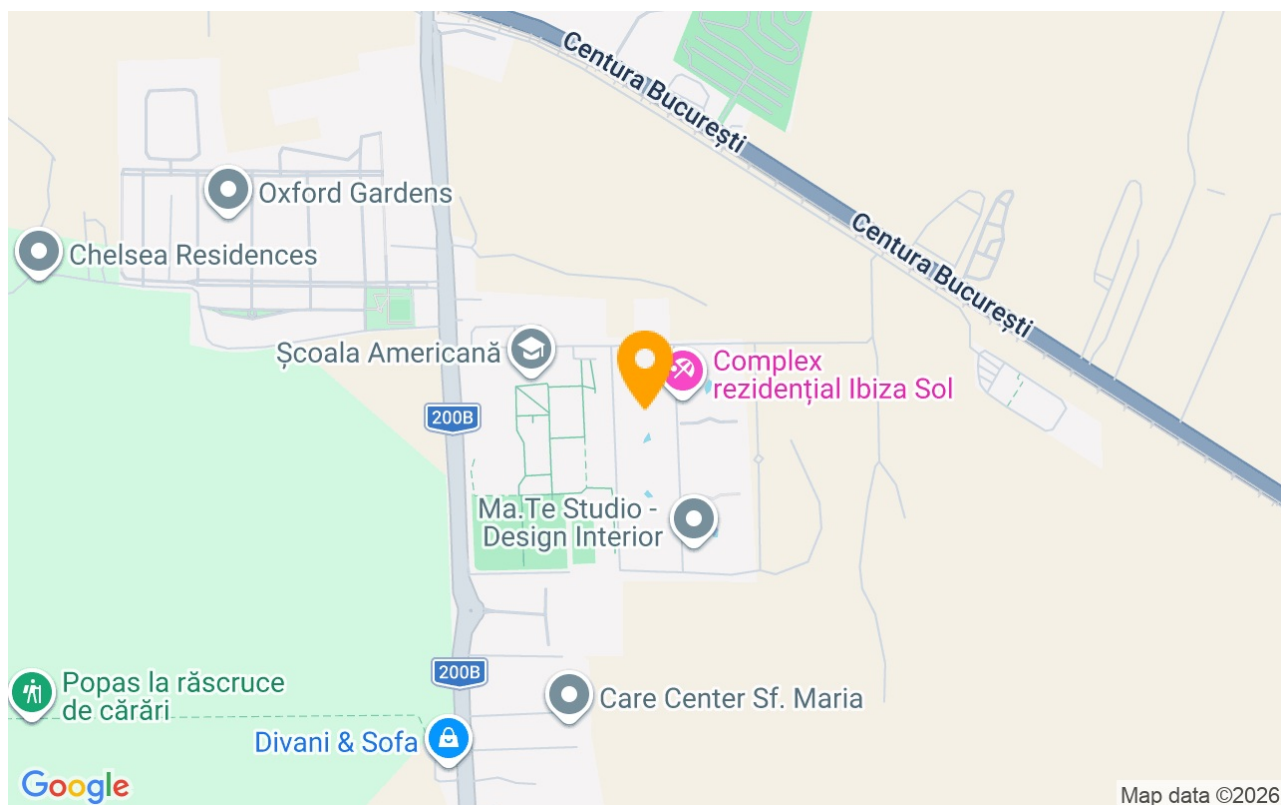 Centura București
Oxford Gardens
Chelsea Residences
Centura București
Școala Americană
Complex
rezidențial Ibiza Sol
200B
Ma.Te Studio -
Design Interior
200B
Care Center Sf. Maria
Popas la răscruce
de cărări
Divani & Sofa
Google
Map data ©2026